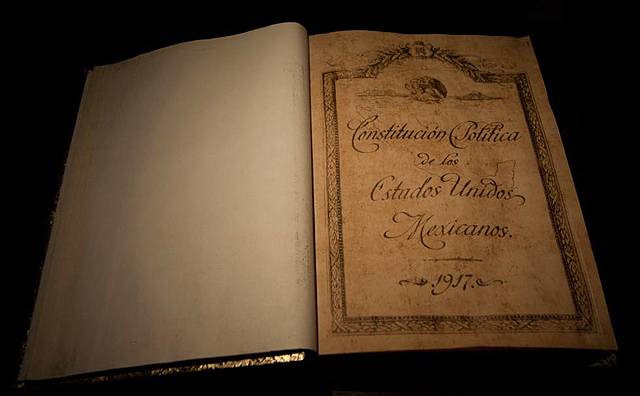 Constitución Política
de los
Estados Unidos
Mexicanos.
1917.